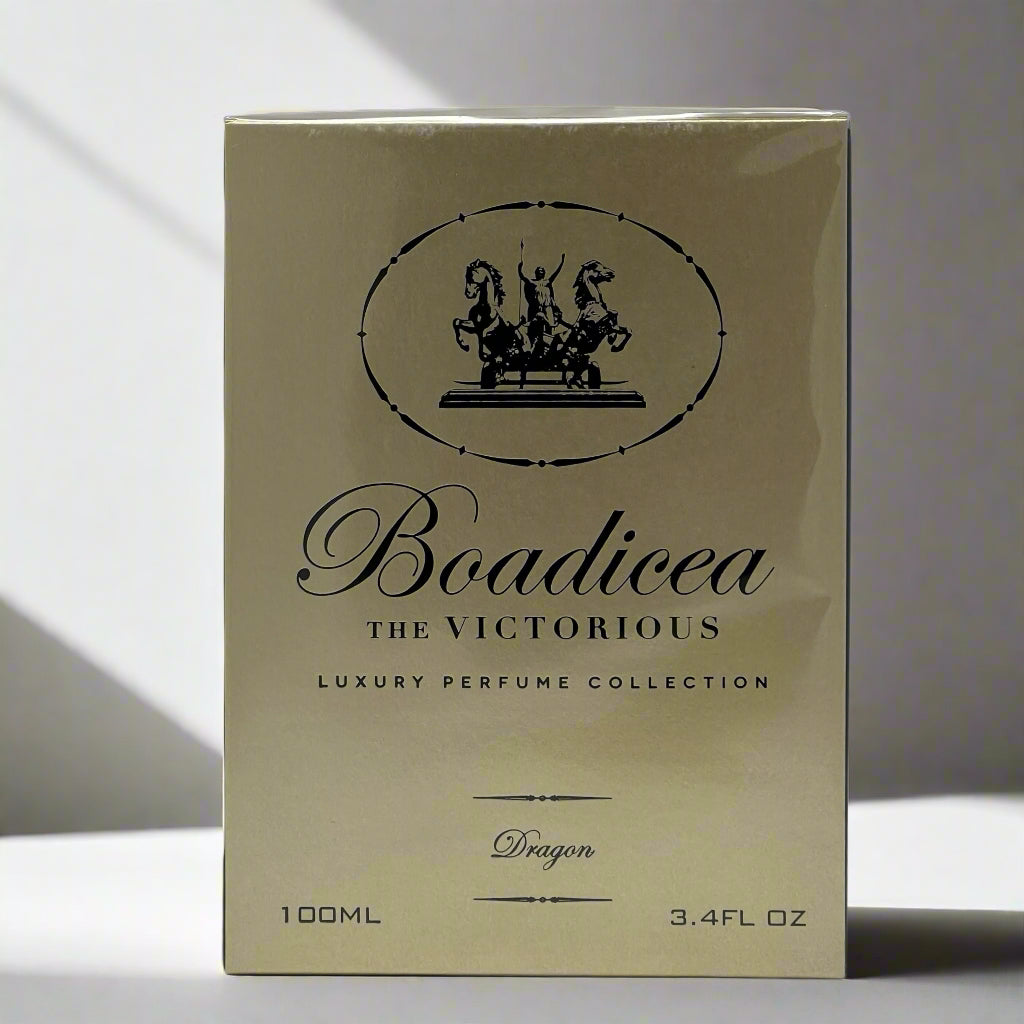 Boadicea
THE VICTORIOUS
LUXURY PERFUME COLLECTION
Dragon
100ML 3.4FL OZ